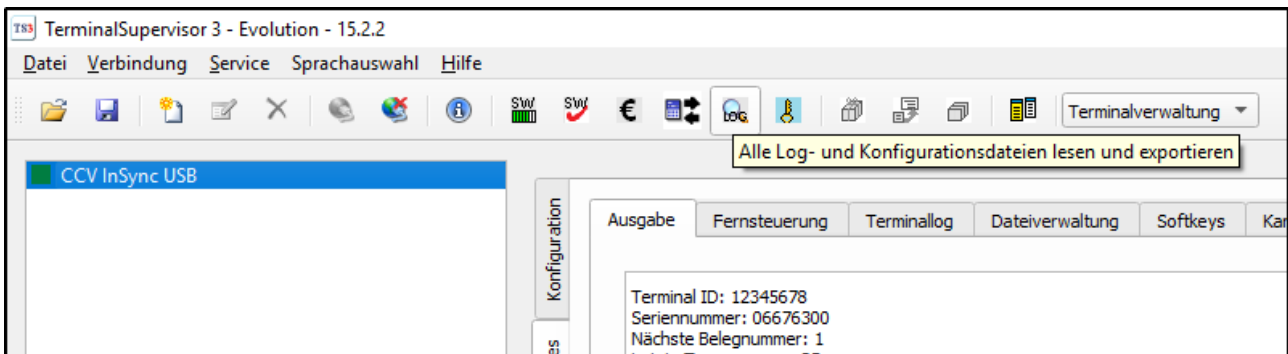 TS3 TerminalSupervisor 3 - Evolution - 15.2.2
Datei Verbindung Service Sprachauswahl Hilfe
SW SW € LOG Terminalverwaltung
Alle Log- und Konfigurationsdateien lesen und exportieren
CCV InSync USB
Konfiguration
Ausgabe Fernsteuerung Terminallog Dateiverwaltung Softkeys Kar
Terminal ID: 12345678
Seriennummer: 06676300
Nächste Belegnummer: 1
es